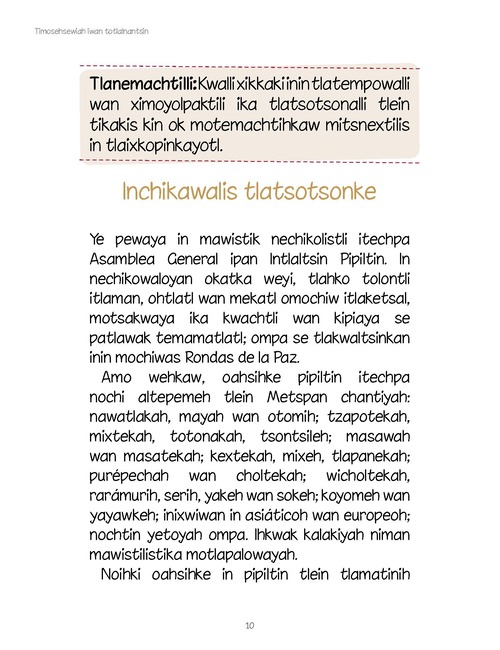 Timosehsewiah iwan totlalnantsin
Tlanemachtilli: Kwalli xikkaki inin tlatempowalli
wan ximoyolpaktili ika tlatsotsonalli tlein
tikakis kin ok motemachtihkaw mitsnextilis
in tlaixkopinkayotl.
Inchikawalis tlatsotsonke
Ye pewaya in mawistik nechikolistli itechpa
Asamblea General ipan Intlaltsin Pipiltin. In
nechikowaloyan okatka weyi, tlahko tolontli
itlaman, ohtlatl wan mekatl omochiw itlaketsal,
motsakwaya ika kwachtli wan kipiaya se
patlawak temamatlatl; ompa se tlakwaltsinkan
inin mochiwas Rondas de la Paz.
Amo wehkaw, oahsihke pipiltin itechpa
nochi altepemeh tlein Metspan chantiyah:
nawatlakah, mayah wan otomih; tzapotekah,
mixtekah, totonakah, tsontsileh; masawah
wan masatekah; kextekah, mixeh, tlapanekah;
purépechah wan choltekah; wicholtekah,
rarámurih, serih, yakeh wan sokeh; koyomeh wan
yayawkeh; inixwiwan in asiáticoh wan europeoh;
nochtin yetoyah ompa. Ihkwak kalakiyah niman
mawistilistika motlapalowayah.
Noihki oahsihke in pipiltin tlein tlamatinih
10